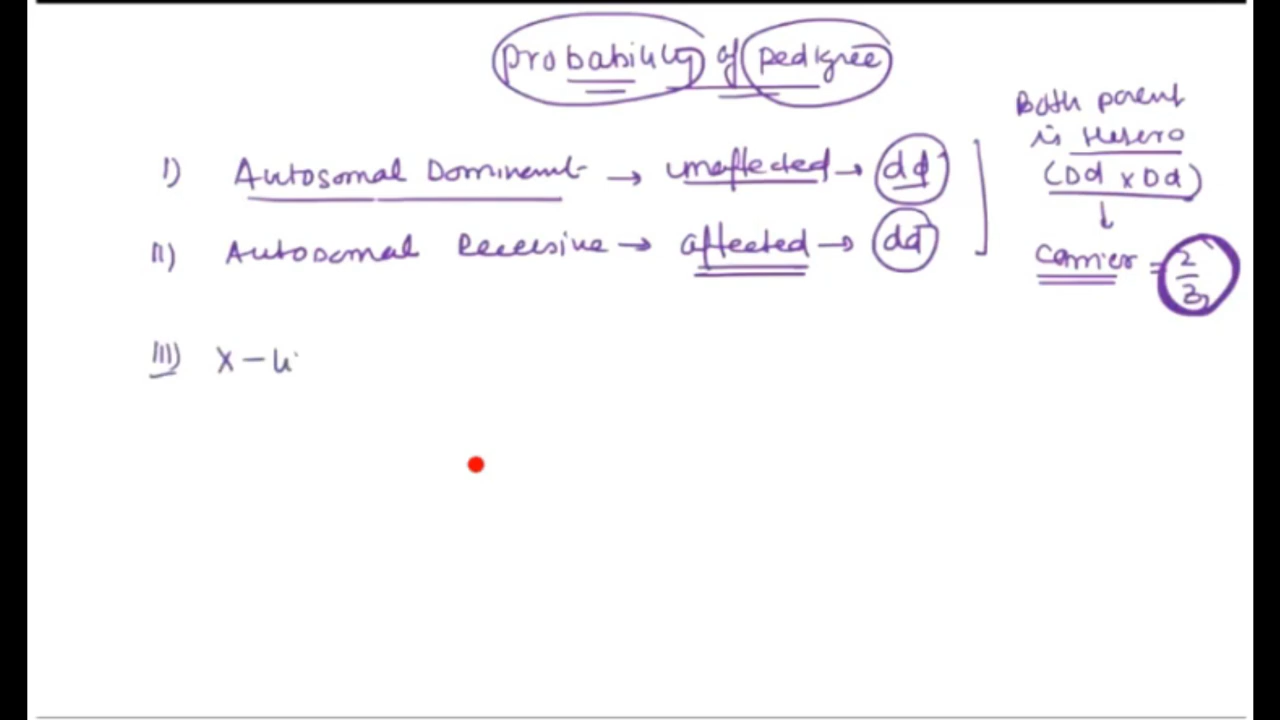 Probability of Pedigree
I) Autosomal Dominant → unaffected → dd
II) Autosomal Recessive → affected → dd
Both parent
is Hetero
(Dd x Dd)
↓
Carrier = 2/3
III) X - li